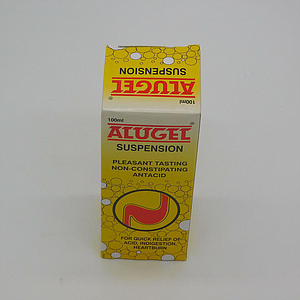 100ml
ALUGEL
SUSPENSION
100ml
ALUGEL®
SUSPENSION
PLEASANT TASTING
NON-CONSTIPATING
ANTACID
FOR QUICK RELIEF OF
ACID, INDIGESTION,
HEARTBURN